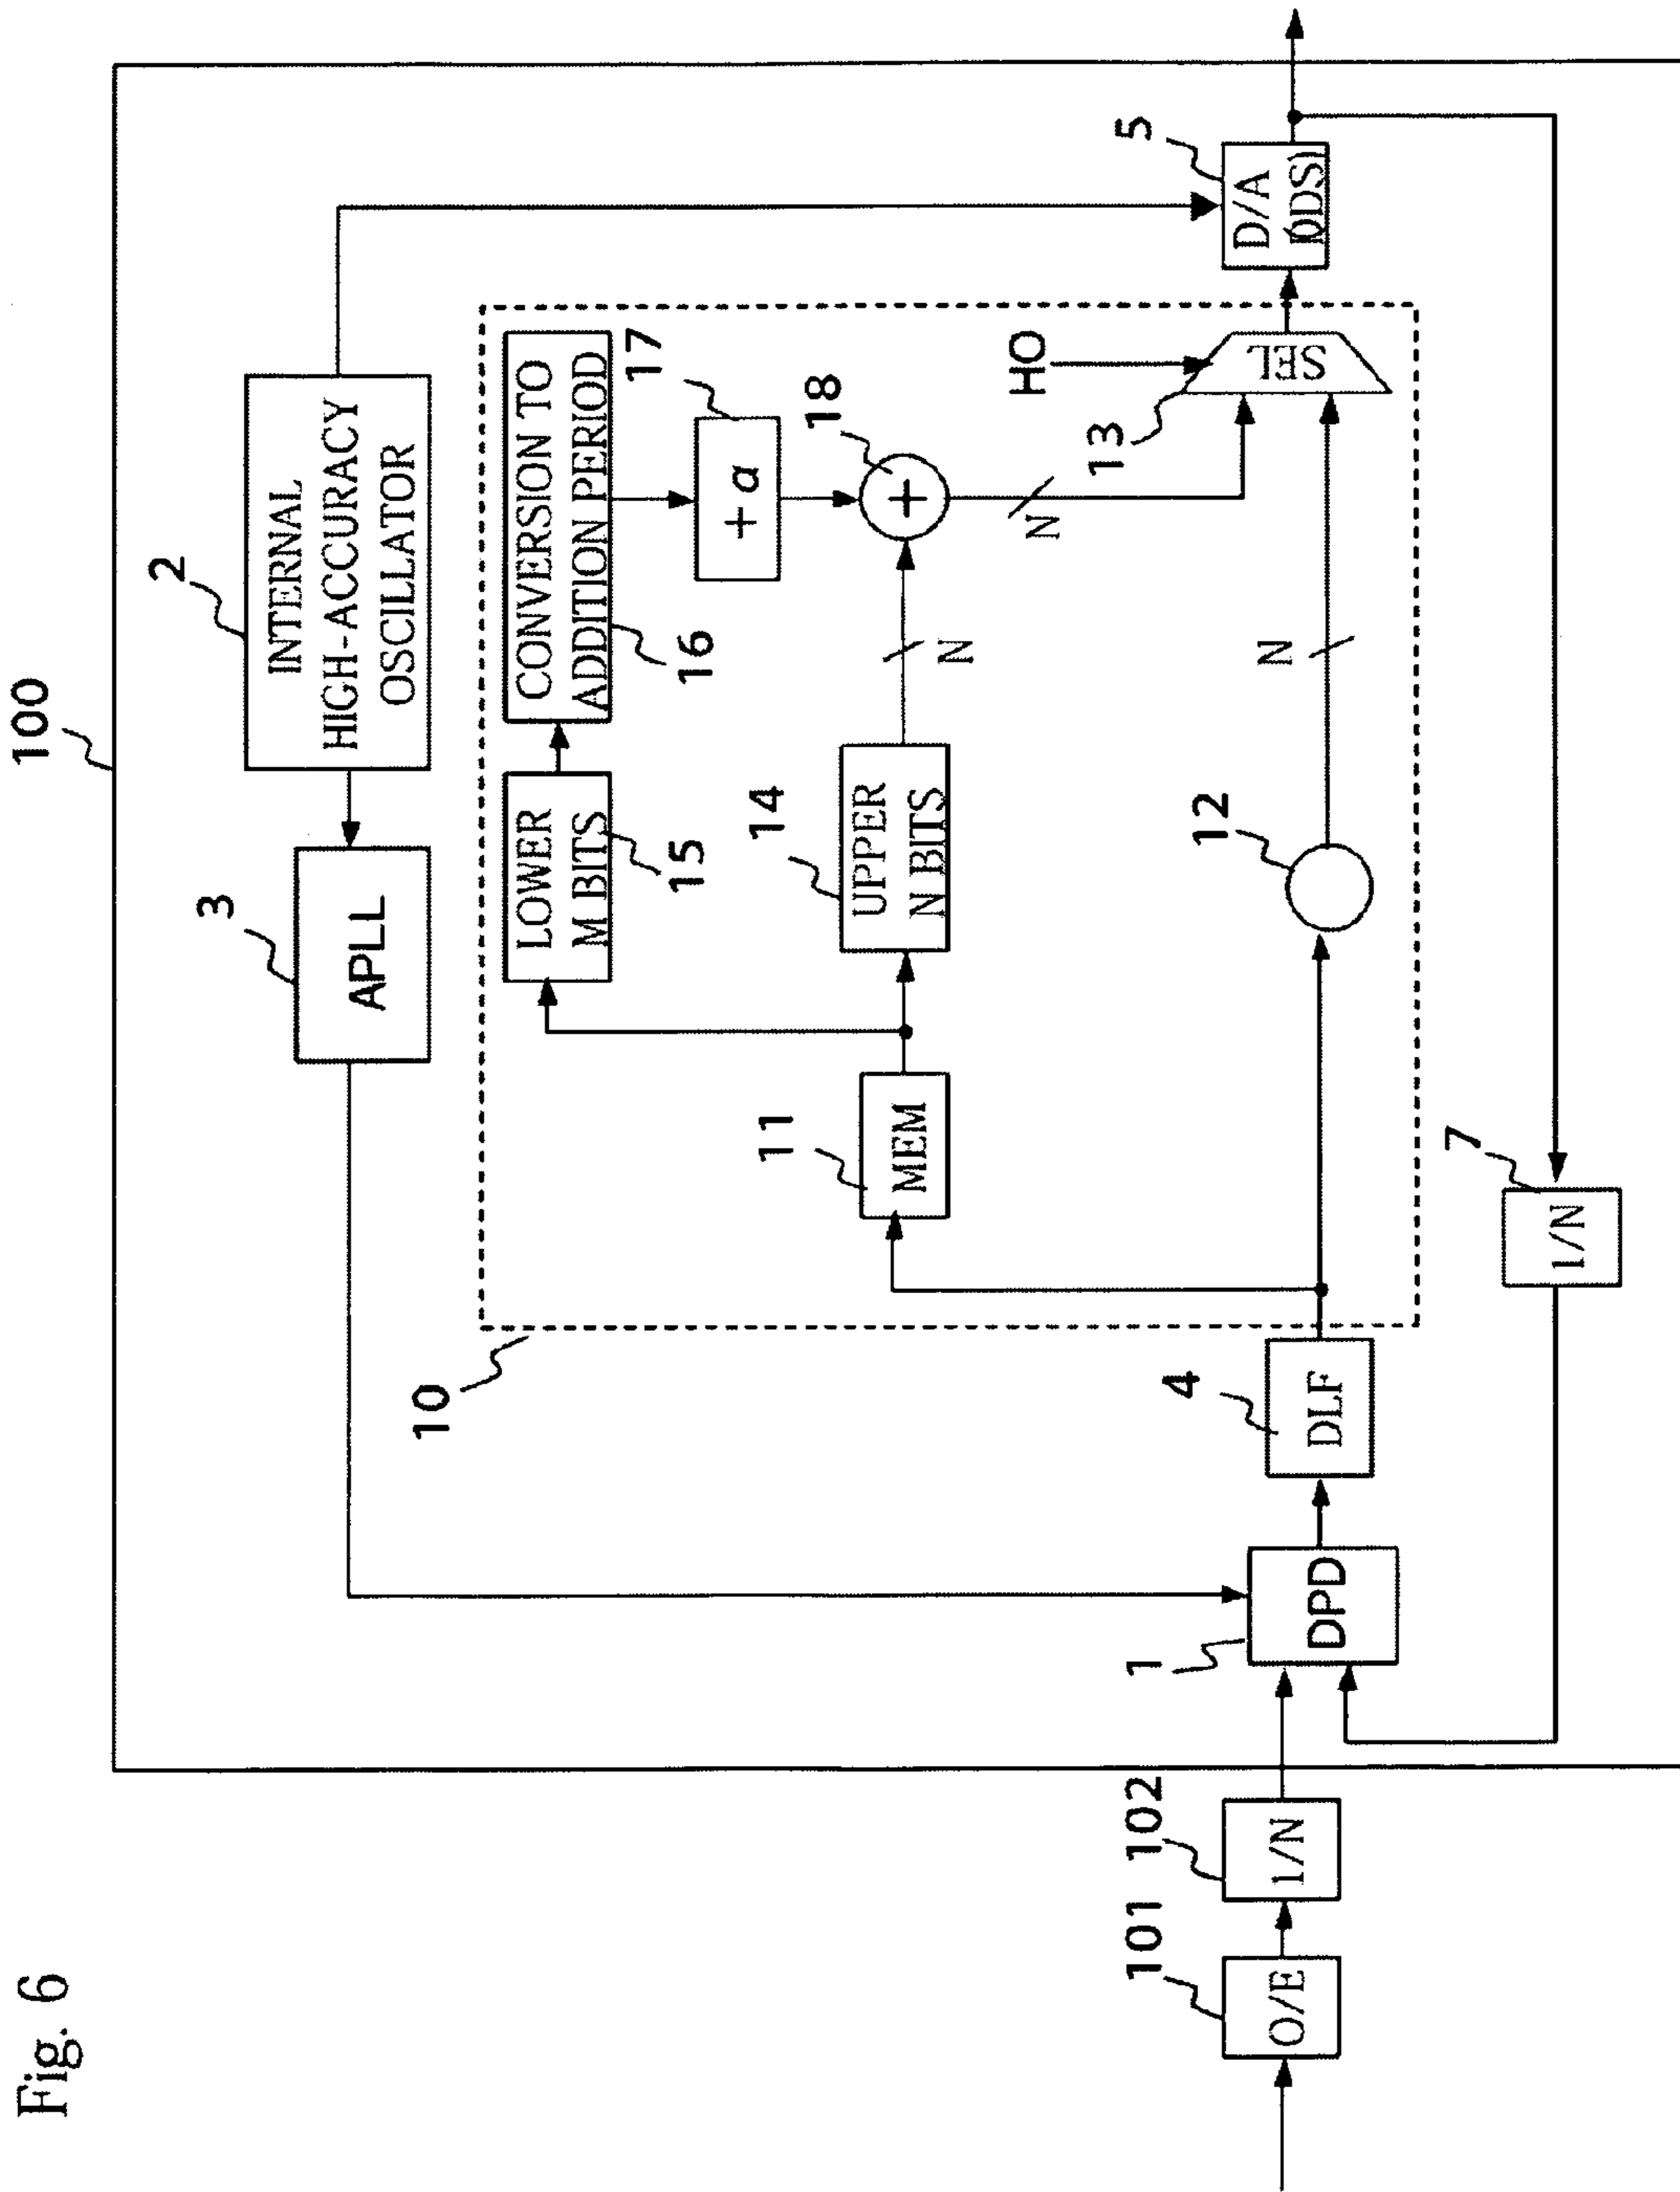 Fig. 6
100
2
INTERNAL
HIGH-ACCURACY
OSCILLATOR
3
APLL
10
LOWER
M BITS
15
CONVERSION TO
ADDITION PERIOD
16
17
+α
11
MEM
14
UPPER
N BITS
N
18
+
N
HO
13
SEL
12
N
5
D/A
(DDS)
101
O/E
102
1/N
1
DPD
4
DLF
7
1/N